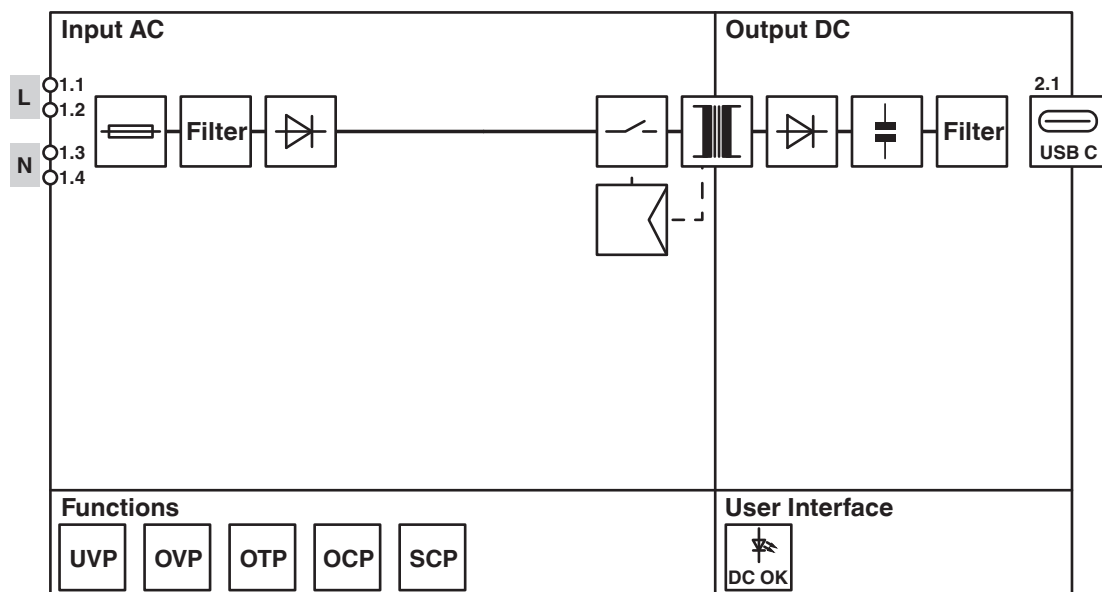 Input AC
Output DC
L
1.1
1.2
N
1.3
1.4
Filter
Filter
2.1
USB C
Functions
UVP
OVP
OTP
OCP
SCP
User Interface
DC OK